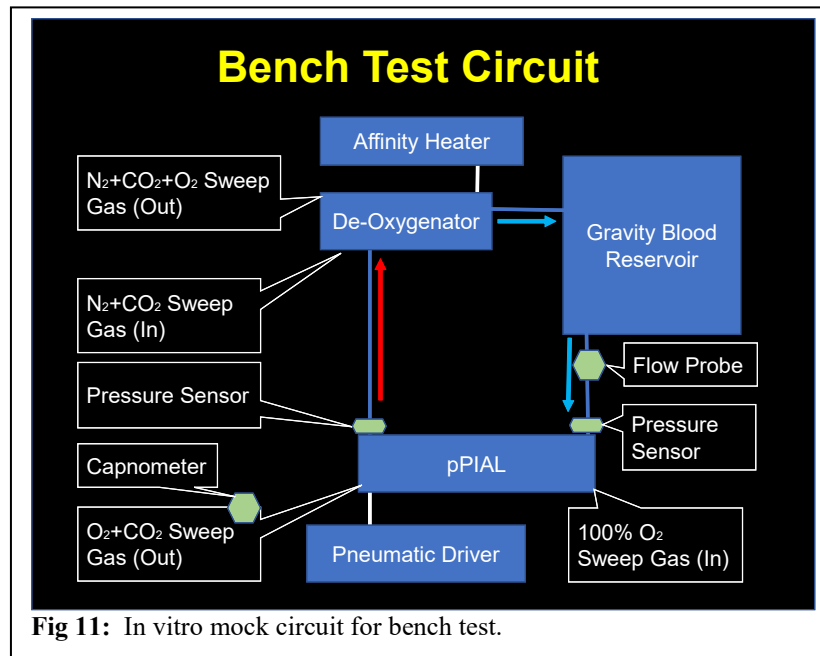 Bench Test Circuit
Affinity Heater
N₂+CO₂+O₂ Sweep
Gas (Out)
De-Oxygenator
Gravity Blood
Reservoir
N₂+CO₂ Sweep
Gas (In)
Flow Probe
Pressure Sensor
Pressure
Sensor
pPIAL
Capnometer
O₂+CO₂ Sweep
Gas (Out)
100% O₂
Sweep Gas (In)
Pneumatic Driver
Fig 11: In vitro mock circuit for bench test.